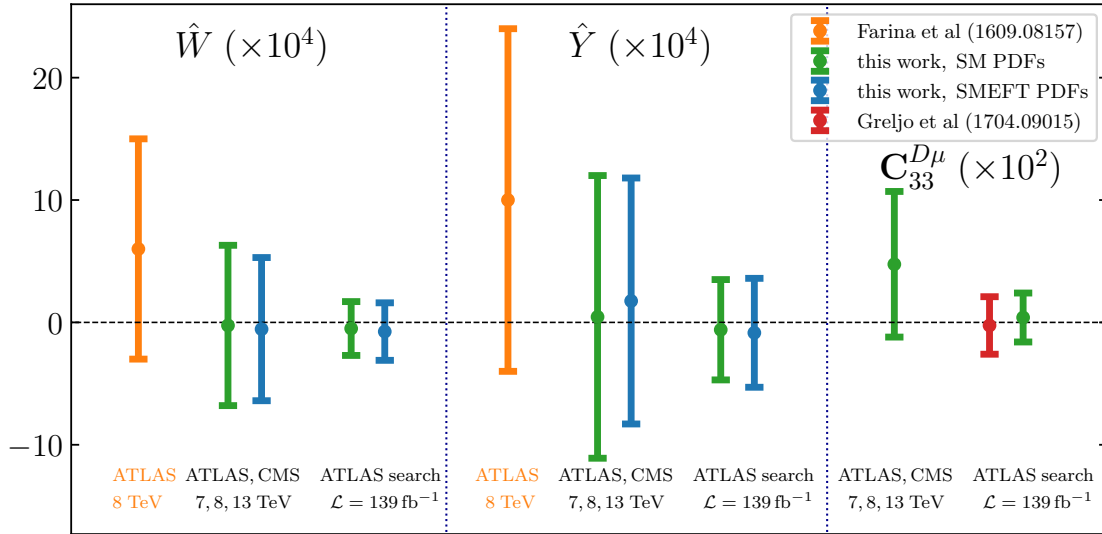 Ŵ (×10⁴)
Ŷ (×10⁴)
Farina et al (1609.08157)
this work, SM PDFs
this work, SMEFT PDFs
Greljo et al (1704.09015)
C₃₃ᴰᵘ (×10²)
20
10
0
−10
ATLAS
8 TeV
ATLAS, CMS
7, 8, 13 TeV
ATLAS search
ℒ = 139 fb⁻¹
ATLAS
8 TeV
ATLAS, CMS
7, 8, 13 TeV
ATLAS search
ℒ = 139 fb⁻¹
ATLAS, CMS
7, 8, 13 TeV
ATLAS search
ℒ = 139 fb⁻¹